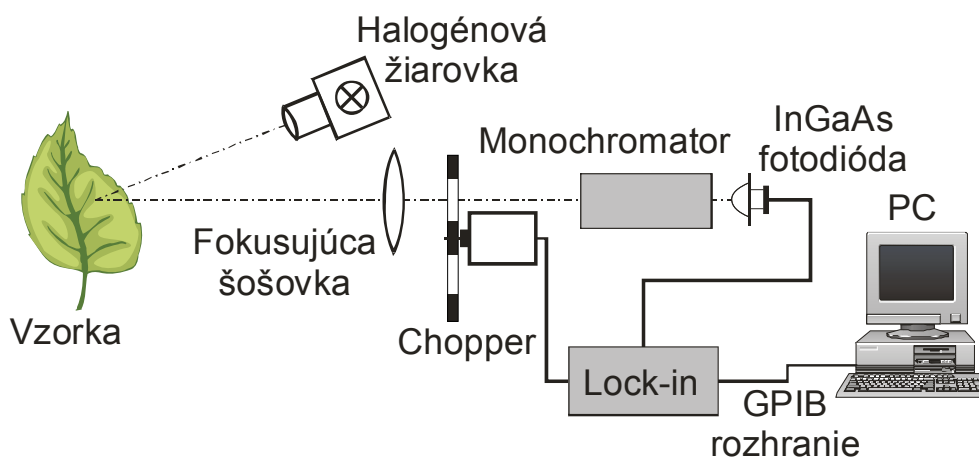 Halogénová
žiarovka
Monochromator
InGaAs
fotodióda
PC
Fokusujúca
šošovka
Vzorka
Chopper
Lock-in
GPIB
rozhranie